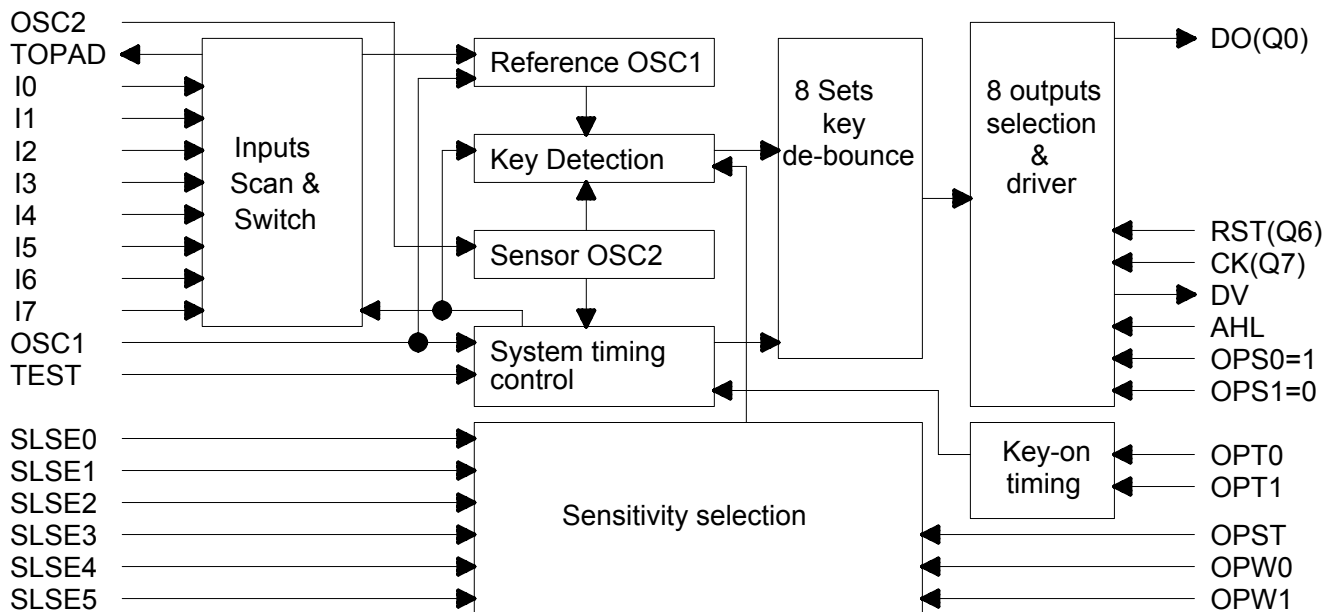 OSC2
TOPAD
I0
I1
I2
I3
I4
I5
I6
I7
OSC1
TEST
SLSE0
SLSE1
SLSE2
SLSE3
SLSE4
SLSE5
Inputs
Scan &
Switch
Reference OSC1
Key Detection
Sensor OSC2
System timing
control
Sensitivity selection
8 Sets
key
de-bounce
8 outputs
selection
&
driver
Key-on
timing
DO(Q0)
RST(Q6)
CK(Q7)
DV
AHL
OPS0=1
OPS1=0
OPT0
OPT1
OPST
OPW0
OPW1